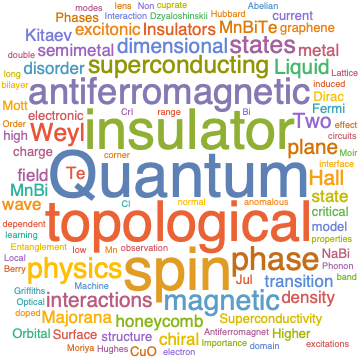 modes lens Non cuprate Abelian
Phases Interaction Dzyaloshinskii Hubbard
Kitaev excitonic Insulators MnBiTe current graphene
double semimetal dimensional states metal
disorder superconducting Liquid Lattice
long antiferromagnetic induced
bilayer Dirac
Mott electronic CrI range Bi Two Fermi effect
Order Weyl insulator circuits
high charge corner plane Moir
field Te Quantum interface
MnBi Hall
wave Cl normal anomalous state
dependent topological critical
learning model
Entanglement low Mn observation properties
Local physics spin phase NaBi
Berry Machine Jul transition Phonon band
Griffiths interactions magnetic density
Optical
doped Majorana honeycomb Superconductivity
Orbital Surface structure chiral Antiferromagnet Higher
Importance domain
Moriya Hughes CuO electron excitations